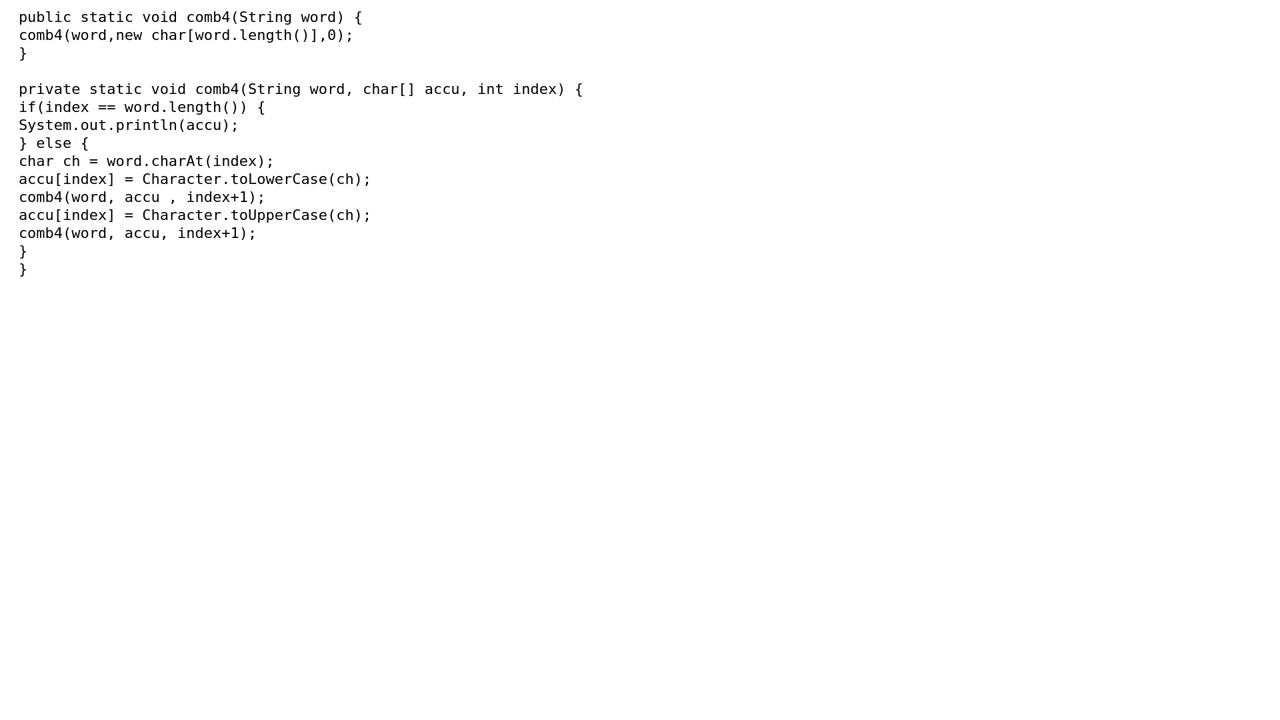 public static void comb4(String word) {
comb4(word,new char[word.length()],0);
}

private static void comb4(String word, char[] accu, int index) {
if(index == word.length()) {
System.out.println(accu);
} else {
char ch = word.charAt(index);
accu[index] = Character.toLowerCase(ch);
comb4(word, accu , index+1);
accu[index] = Character.toUpperCase(ch);
comb4(word, accu, index+1);
}
}